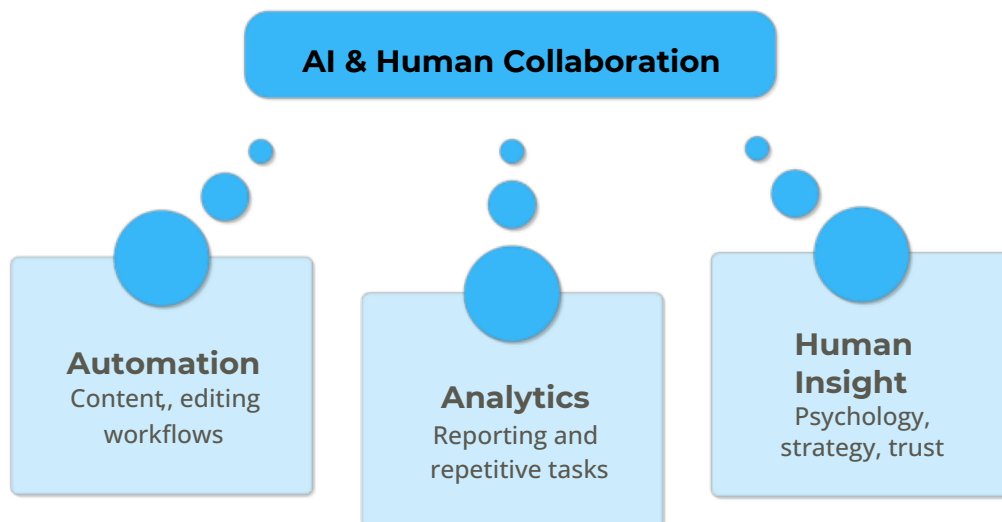 AI & Human Collaboration
Automation
Content,, editing
workflows
Analytics
Reporting and
repetitive tasks
Human
Insight
Psychology,
strategy, trust